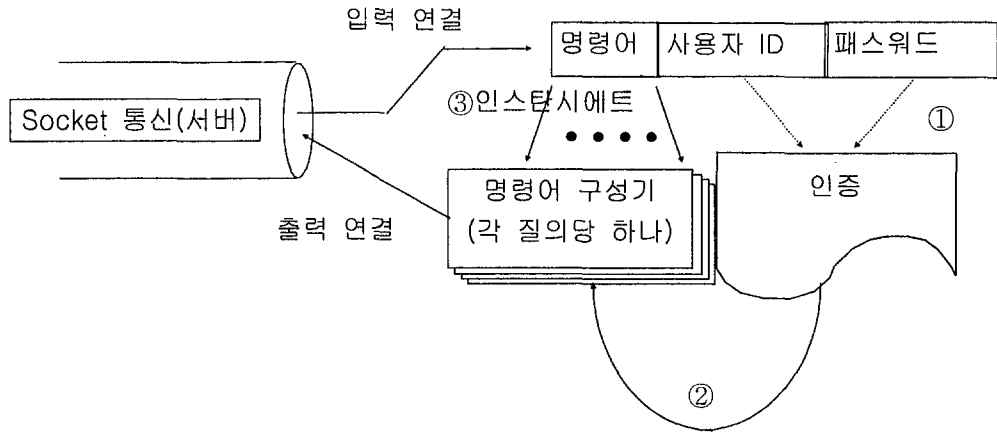 입력 연결
명령어 사용자 ID 패스워드
Socket 통신(서버)
③인스탄시에트
①
명령어 구성기
(각 질의당 하나)
인증
출력 연결
②